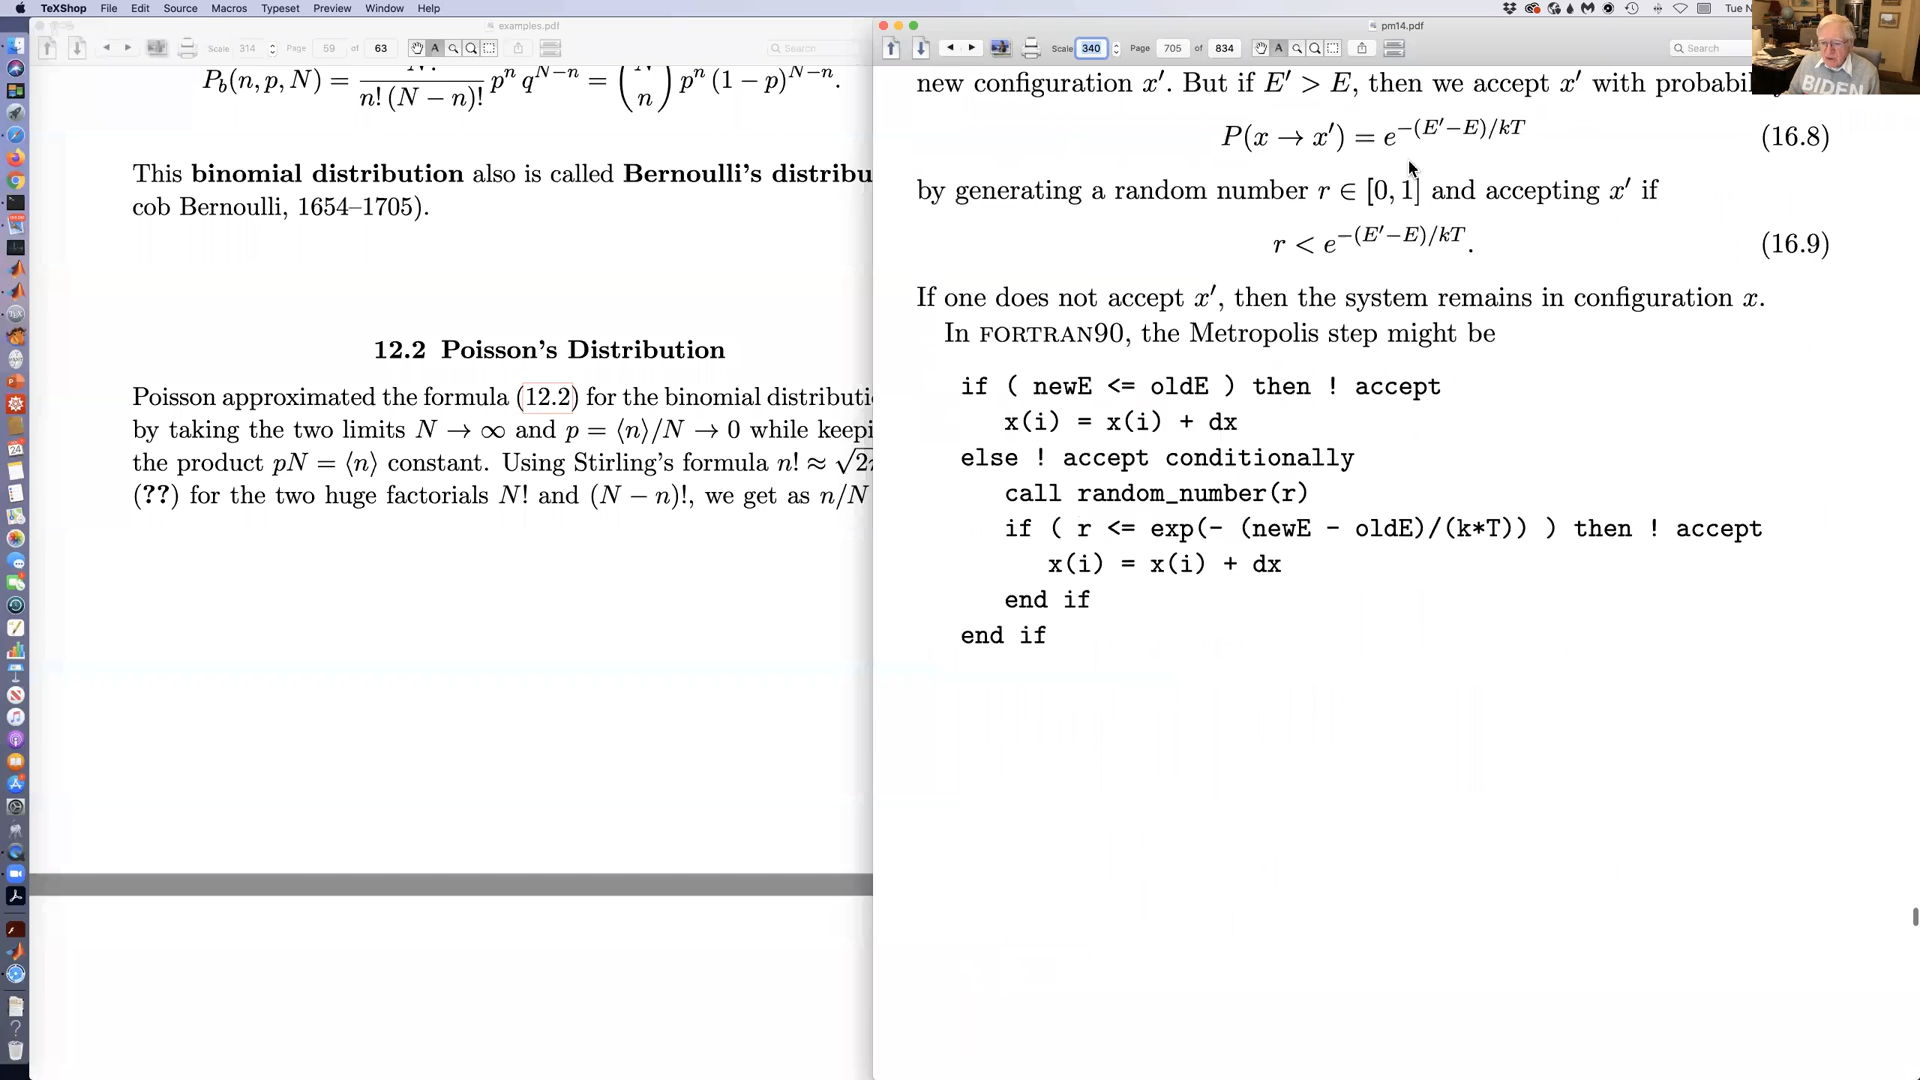 TeXShop File Edit Source Macros Typeset Preview Window Help
Tue N
examples.pdf
Scale 314 Page 59 of 63 Search
P_b(n, p, N) = N! / n! (N − n)! p^n q^{N−n} = (N n) p^n (1 − p)^{N−n}.
This binomial distribution also is called Bernoulli's distribu
cob Bernoulli, 1654–1705).
12.2 Poisson's Distribution
Poisson approximated the formula (12.2) for the binomial distributi
by taking the two limits N → ∞ and p = ⟨n⟩/N → 0 while keepi
the product pN = ⟨n⟩ constant. Using Stirling's formula n! ≈ √2
(??) for the two huge factorials N! and (N − n)!, we get as n/N
pm14.pdf
Scale 340 Page 705 of 834 Search
new configuration x′. But if E′ > E, then we accept x′ with probabi
P(x → x′) = e^{−(E′−E)/kT} (16.8)
by generating a random number r ∈ [0, 1] and accepting x′ if
r < e^{−(E′−E)/kT}. (16.9)
If one does not accept x′, then the system remains in configuration x.
In FORTRAN90, the Metropolis step might be
if ( newE <= oldE ) then ! accept
x(i) = x(i) + dx
else ! accept conditionally
call random_number(r)
if ( r <= exp(- (newE - oldE)/(k*T)) ) then ! accept
x(i) = x(i) + dx
end if
end if
BIDEN